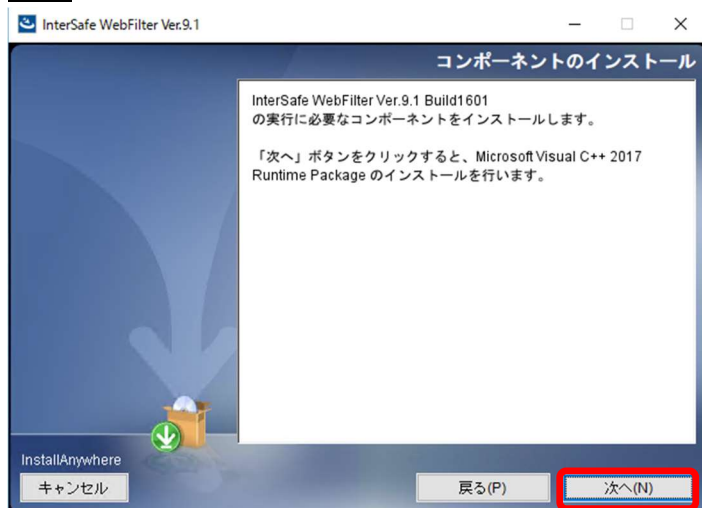 InterSafe WebFilter Ver.9.1
コンポーネントのインストール
InterSafe WebFilter Ver.9.1 Build1601
の実行に必要なコンポーネントをインストールします。
「次へ」ボタンをクリックすると、Microsoft Visual C++ 2017
Runtime Package のインストールを行います。
InstallAnywhere
キャンセル
戻る(P)
次へ(N)